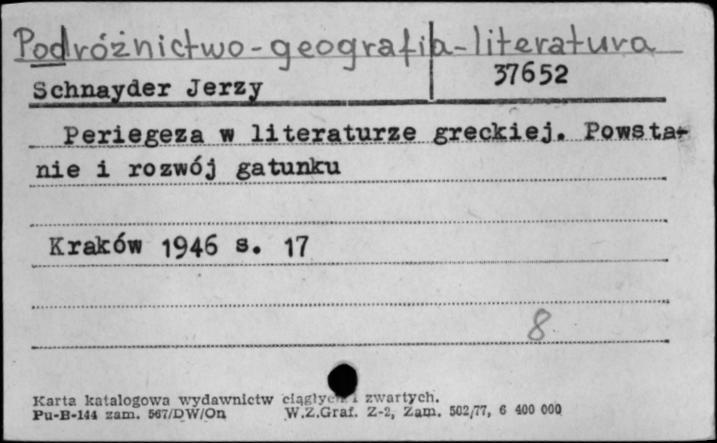 Podróżnictwo-geografia-literatura
Schnayder Jerzy 37652
Periegeza w literaturze greckiej. Powsta-
nie i rozwój gatunku
Kraków 1946 s. 17
8
Karta katalogowa wydawnictw ciągłych i zwartych.
Pu-B-144 zam. 567/DW/On W.Z.Graf. Z-2, Zam. 502/77, 6 400 000